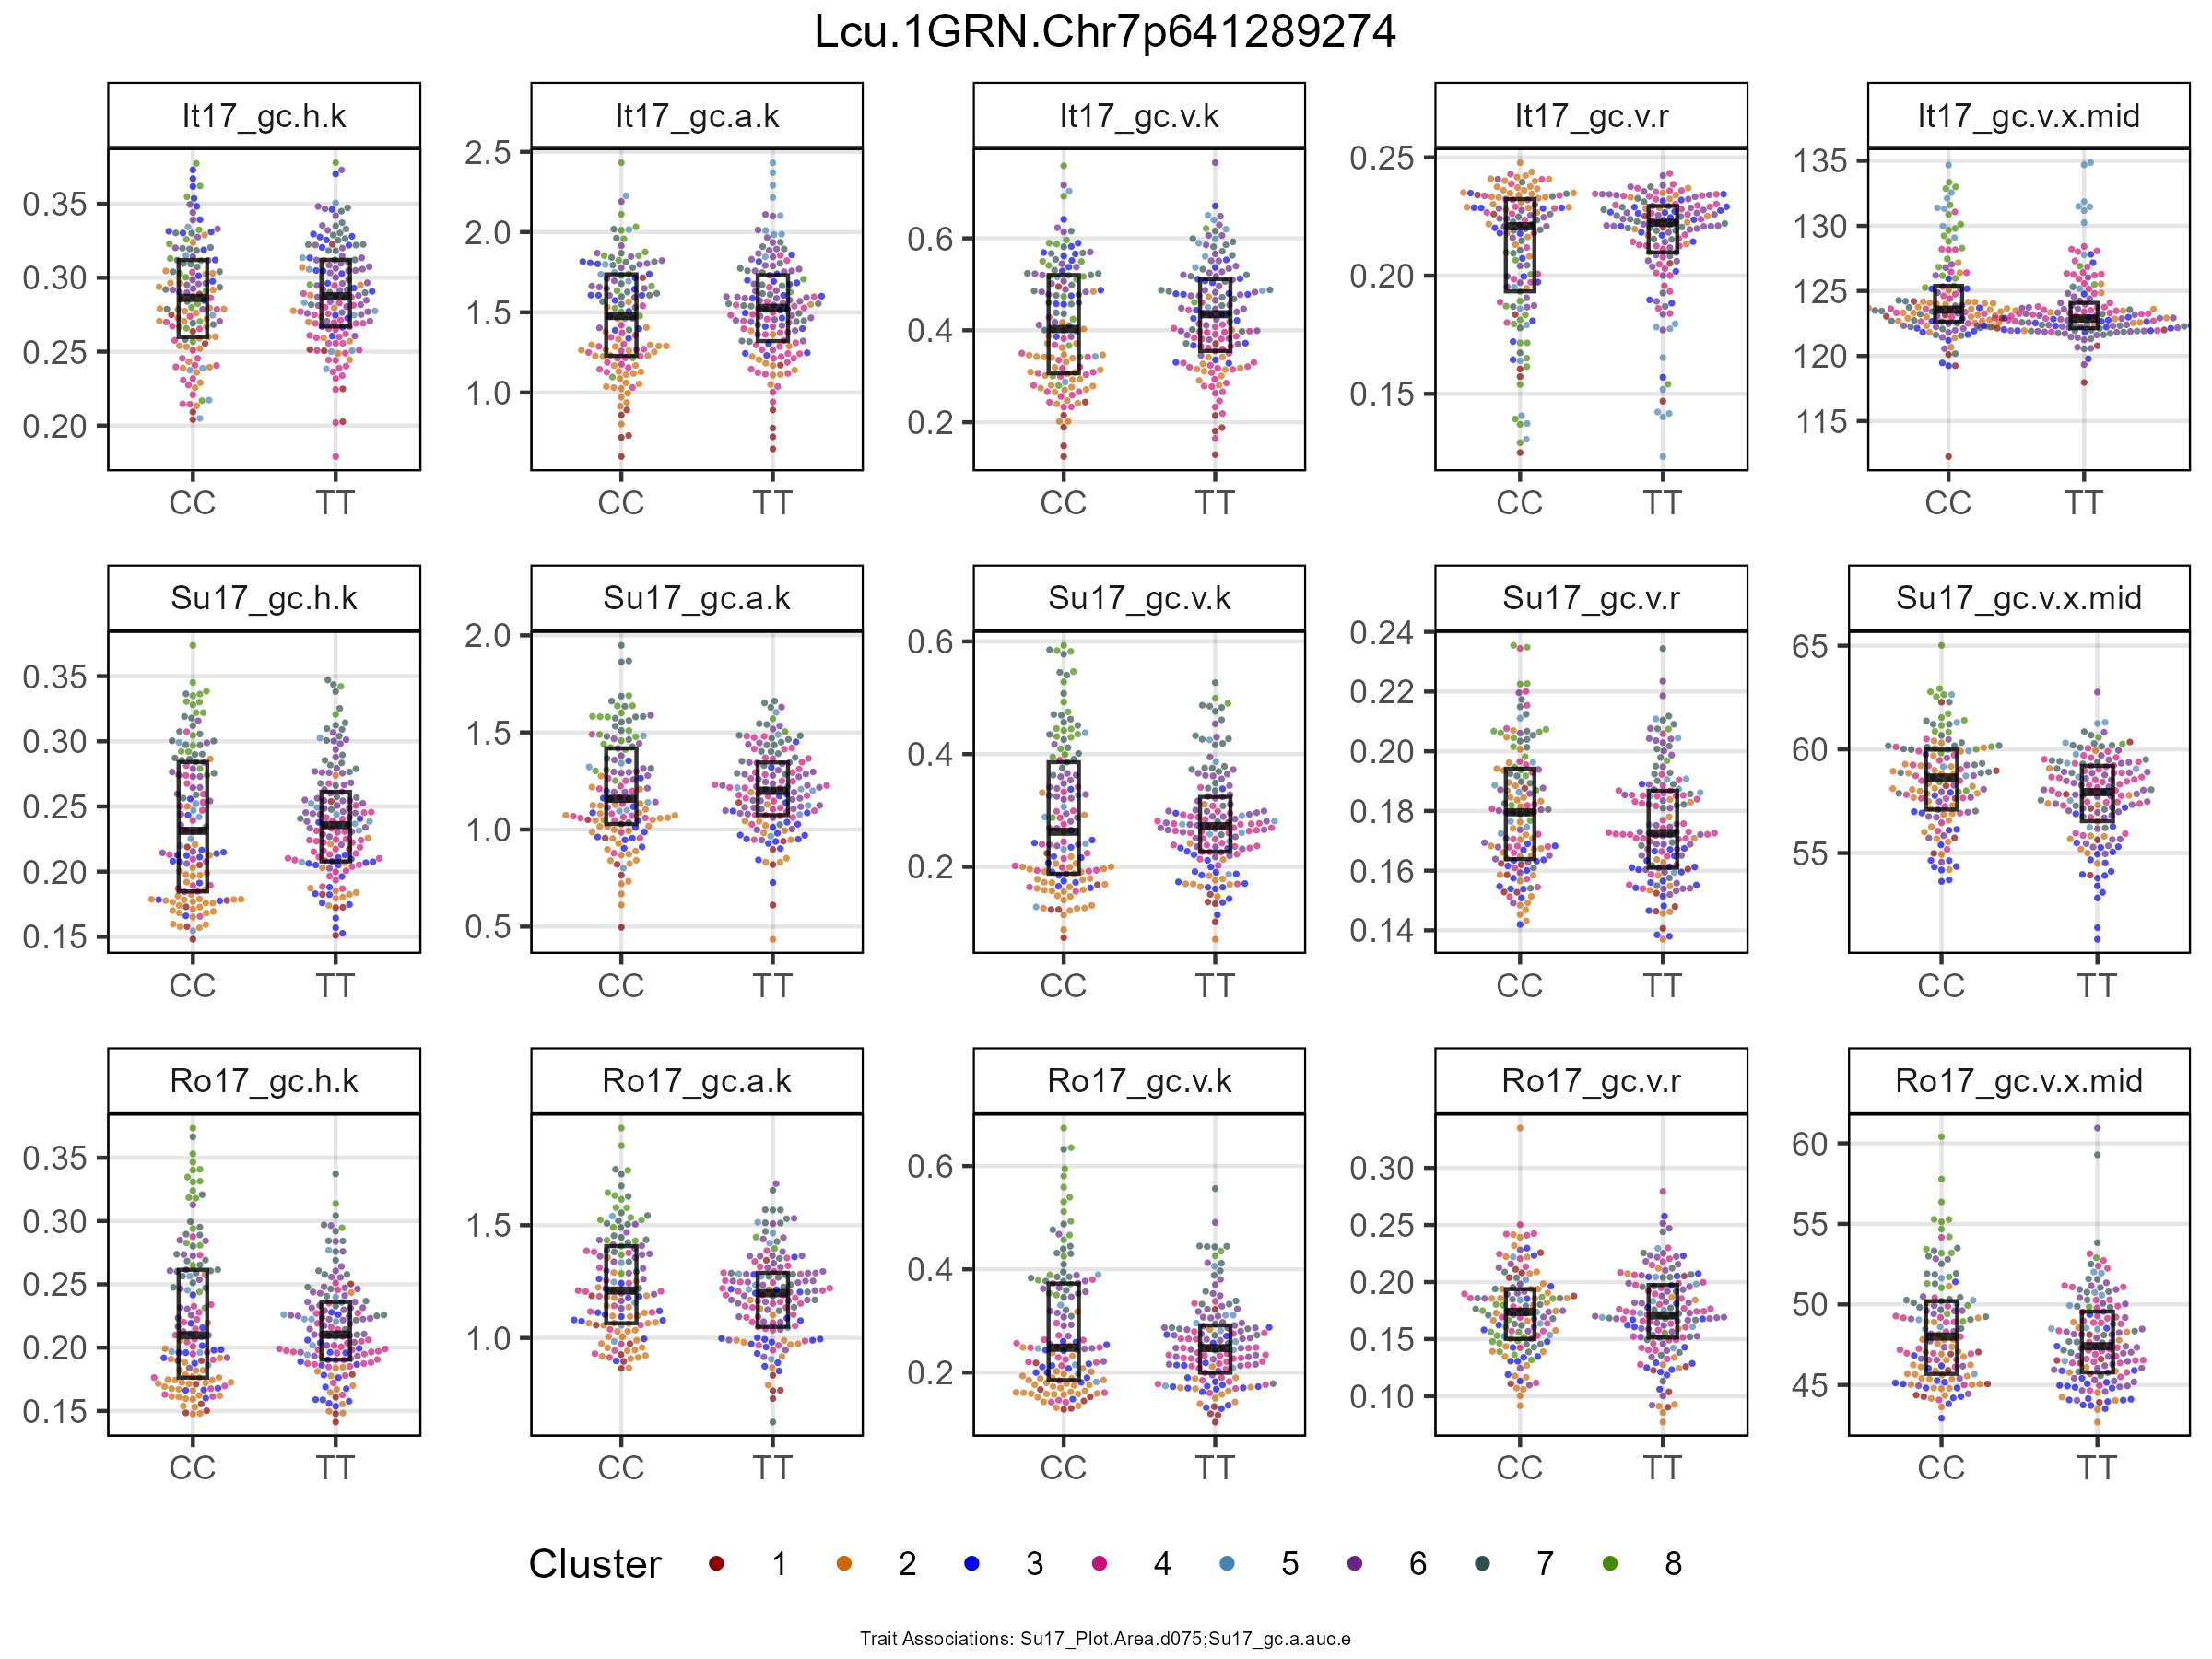 Lcu.1GRN.Chr7p641289274
It17_gc.h.k It17_gc.a.k It17_gc.v.k It17_gc.v.r It17_gc.v.x.mid
0.35 0.30 0.25 0.20 2.5 2.0 1.5 1.0 0.6 0.4 0.2 0.25 0.20 0.15 135 130 125 120 115
CC TT CC TT CC TT CC TT CC TT
Su17_gc.h.k Su17_gc.a.k Su17_gc.v.k Su17_gc.v.r Su17_gc.v.x.mid
0.35 0.30 0.25 0.20 0.15 2.0 1.5 1.0 0.5 0.6 0.4 0.2 0.24 0.22 0.20 0.18 0.16 0.14 65 60 55
CC TT CC TT CC TT CC TT CC TT
Ro17_gc.h.k Ro17_gc.a.k Ro17_gc.v.k Ro17_gc.v.r Ro17_gc.v.x.mid
0.35 0.30 0.25 0.20 0.15 1.5 1.0 0.6 0.4 0.2 0.30 0.25 0.20 0.15 0.10 60 55 50 45
CC TT CC TT CC TT CC TT CC TT
Cluster 1 2 3 4 5 6 7 8
Trait Associations: Su17_Plot.Area.d075;Su17_gc.a.auc.e